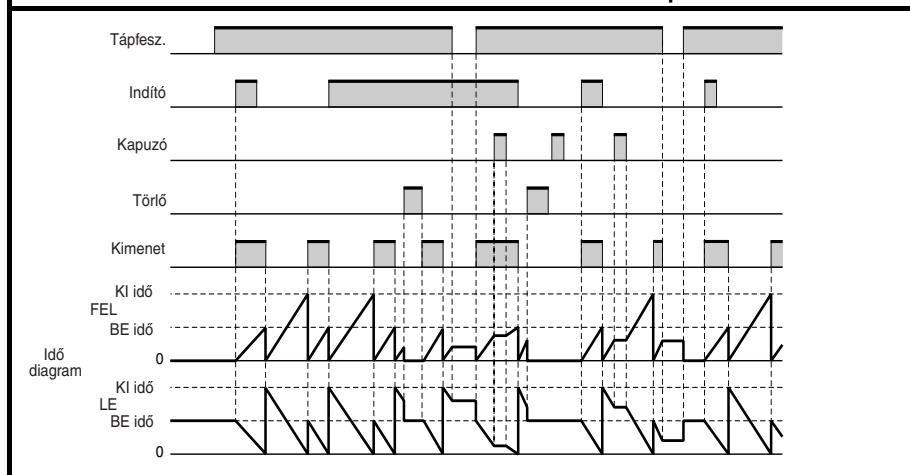 Tápfesz.
Indító
Kapuzó
Törlő
Kimenet
KI idő
FEL
BE idő
0
Idő
diagram
KI idő
LE
BE idő
0